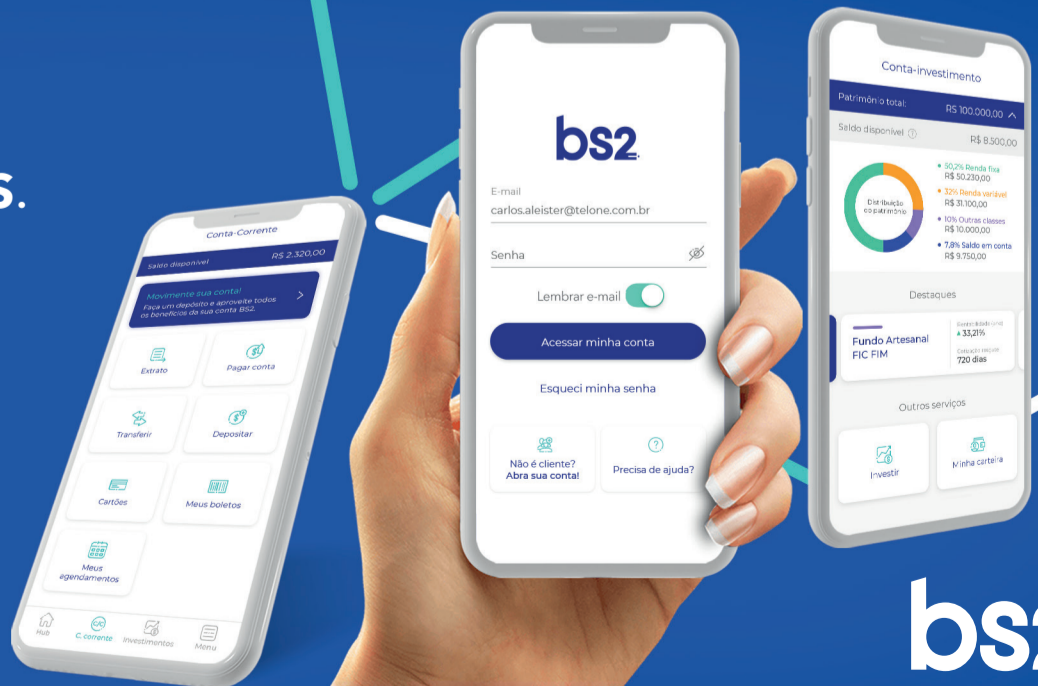 s.
Conta-Corrente
Saldo disponível
R$ 2.320,00
Movimente sua conta!
Faça um depósito e aproveite todos
os benefícios da sua conta BS2.
Extrato
Pagar conta
Transferir
Depositar
Cartões
Meus boletos
Meus
agendamentos
Hub
C. corrente
Investimentos
Menu
bs2
E-mail
carlos.aleister@telone.com.br
Senha
Lembrar e-mail
Acessar minha conta
Esqueci minha senha
Não é cliente?
Abra sua conta!
Precisa de ajuda?
Conta-investimento
Patrimônio total:
R$ 100.000,00
Saldo disponível
R$ 8.500,00
Distribuição
do patrimônio
50,2% Renda fixa
R$ 50.230,00
32% Renda variável
R$ 31.100,00
10% Outras classes
R$ 10.000,00
7,8% Saldo em conta
R$ 9.750,00
Destaques
Fundo Artesanal
FIC FIM
33,21%
720 dias
Outros serviços
Investir
Minha carteira
bs2